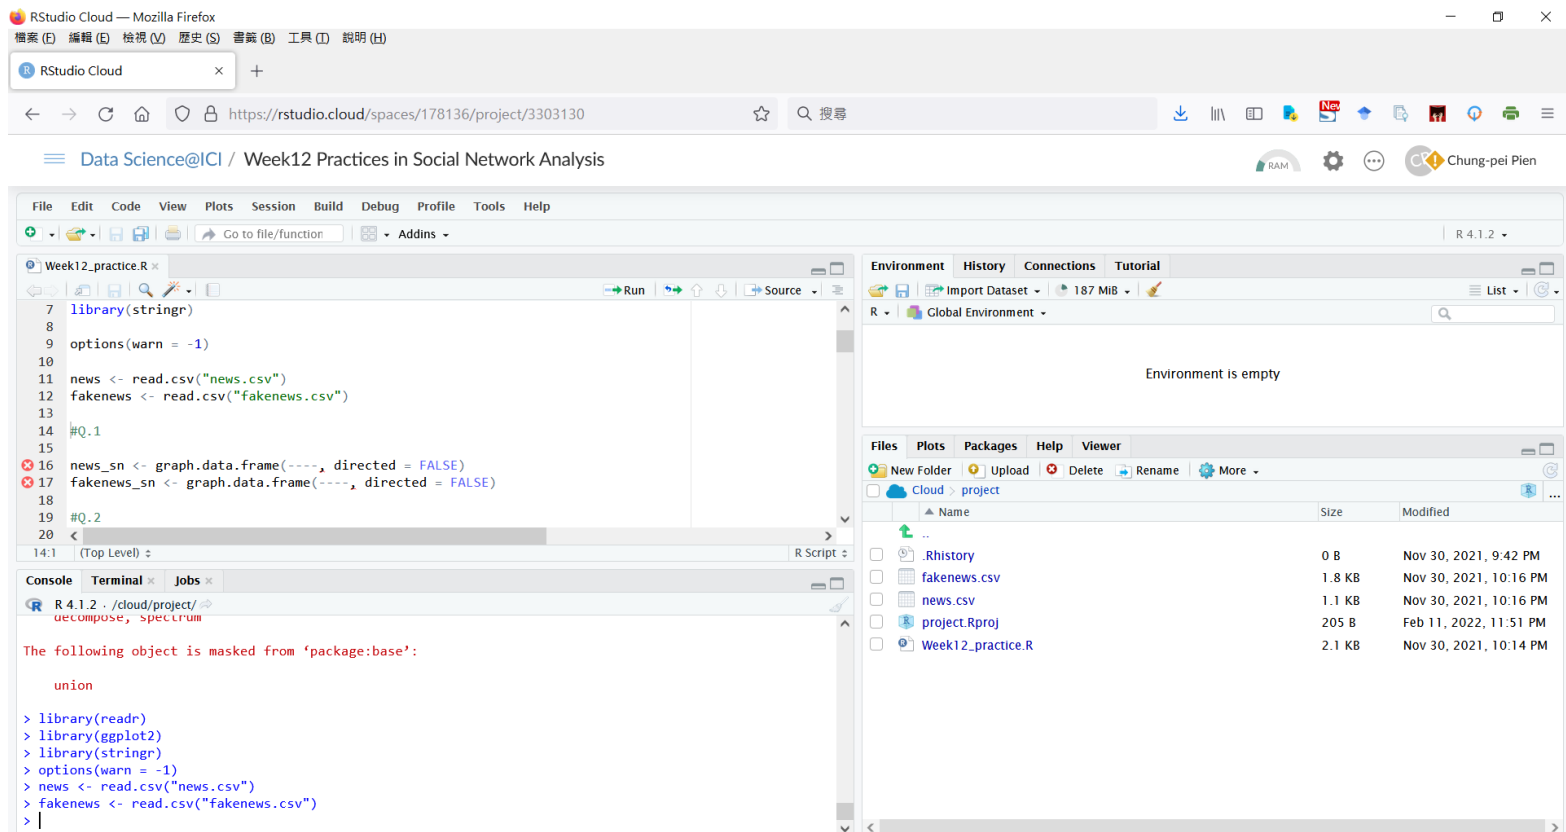 RStudio Cloud — Mozilla Firefox
檔案 (F) 編輯 (E) 檢視 (V) 歷史 (S) 書籤 (B) 工具 (T) 說明 (H)
RStudio Cloud
https://rstudio.cloud/spaces/178136/project/3303130
搜尋
New
Data Science@ICI / Week12 Practices in Social Network Analysis
RAM
Chung-pei Pien
File Edit Code View Plots Session Build Debug Profile Tools Help
Go to file/function
Addins
R 4.1.2
Week12_practice.R
Run
Source
7 library(stringr)
8
9 options(warn = -1)
10
11 news <- read.csv("news.csv")
12 fakenews <- read.csv("fakenews.csv")
13
14 #Q.1
15
16 news_sn <- graph.data.frame(----, directed = FALSE)
17 fakenews_sn <- graph.data.frame(----, directed = FALSE)
18
19 #Q.2
20
14:1 (Top Level) R Script
Console Terminal Jobs
R 4.1.2 · /cloud/project/
decompose, spectrum
The following object is masked from ‘package:base’:
union
> library(readr)
> library(ggplot2)
> library(stringr)
> options(warn = -1)
> news <- read.csv("news.csv")
> fakenews <- read.csv("fakenews.csv")
>
Environment History Connections Tutorial
Import Dataset 187 MiB List
R Global Environment
Environment is empty
Files Plots Packages Help Viewer
New Folder Upload Delete Rename More
Cloud > project
Name Size Modified
..
.Rhistory 0 B Nov 30, 2021, 9:42 PM
fakenews.csv 1.8 KB Nov 30, 2021, 10:16 PM
news.csv 1.1 KB Nov 30, 2021, 10:16 PM
project.Rproj 205 B Feb 11, 2022, 11:51 PM
Week12_practice.R 2.1 KB Nov 30, 2021, 10:14 PM